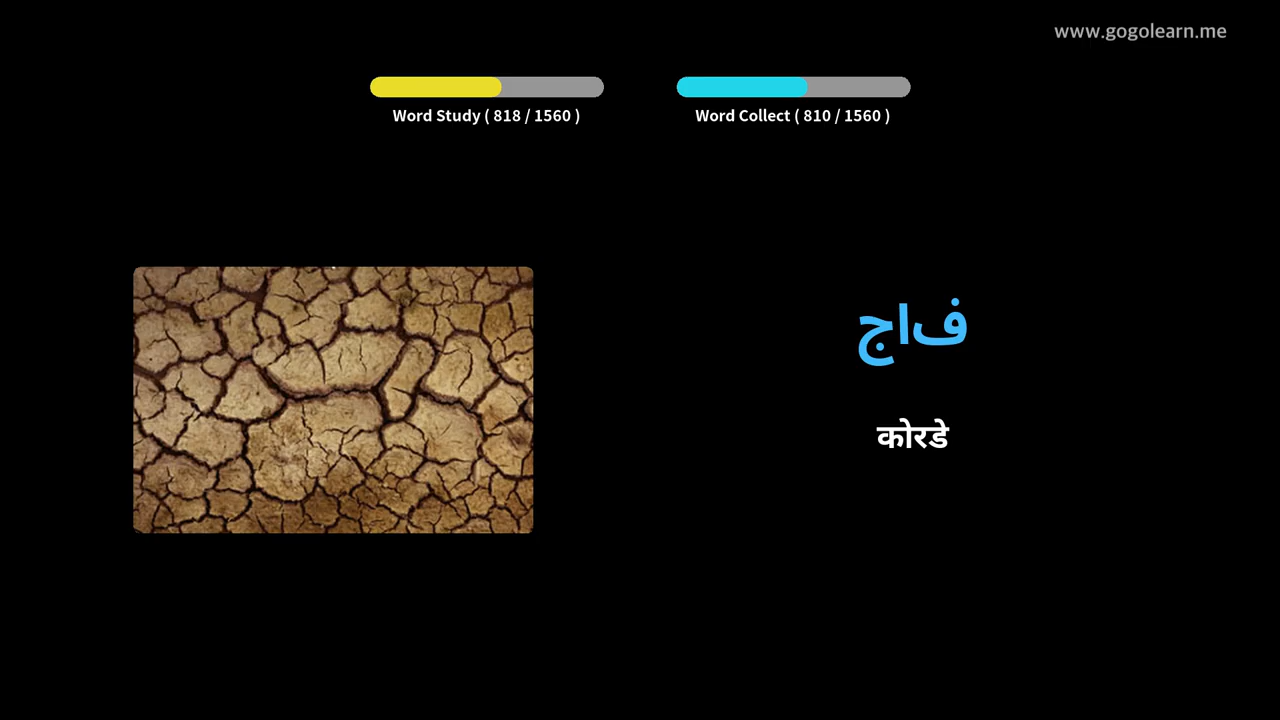 www.gogolearn.me
Word Study ( 818 / 1560 )
Word Collect ( 810 / 1560 )
فاج
कोरडे